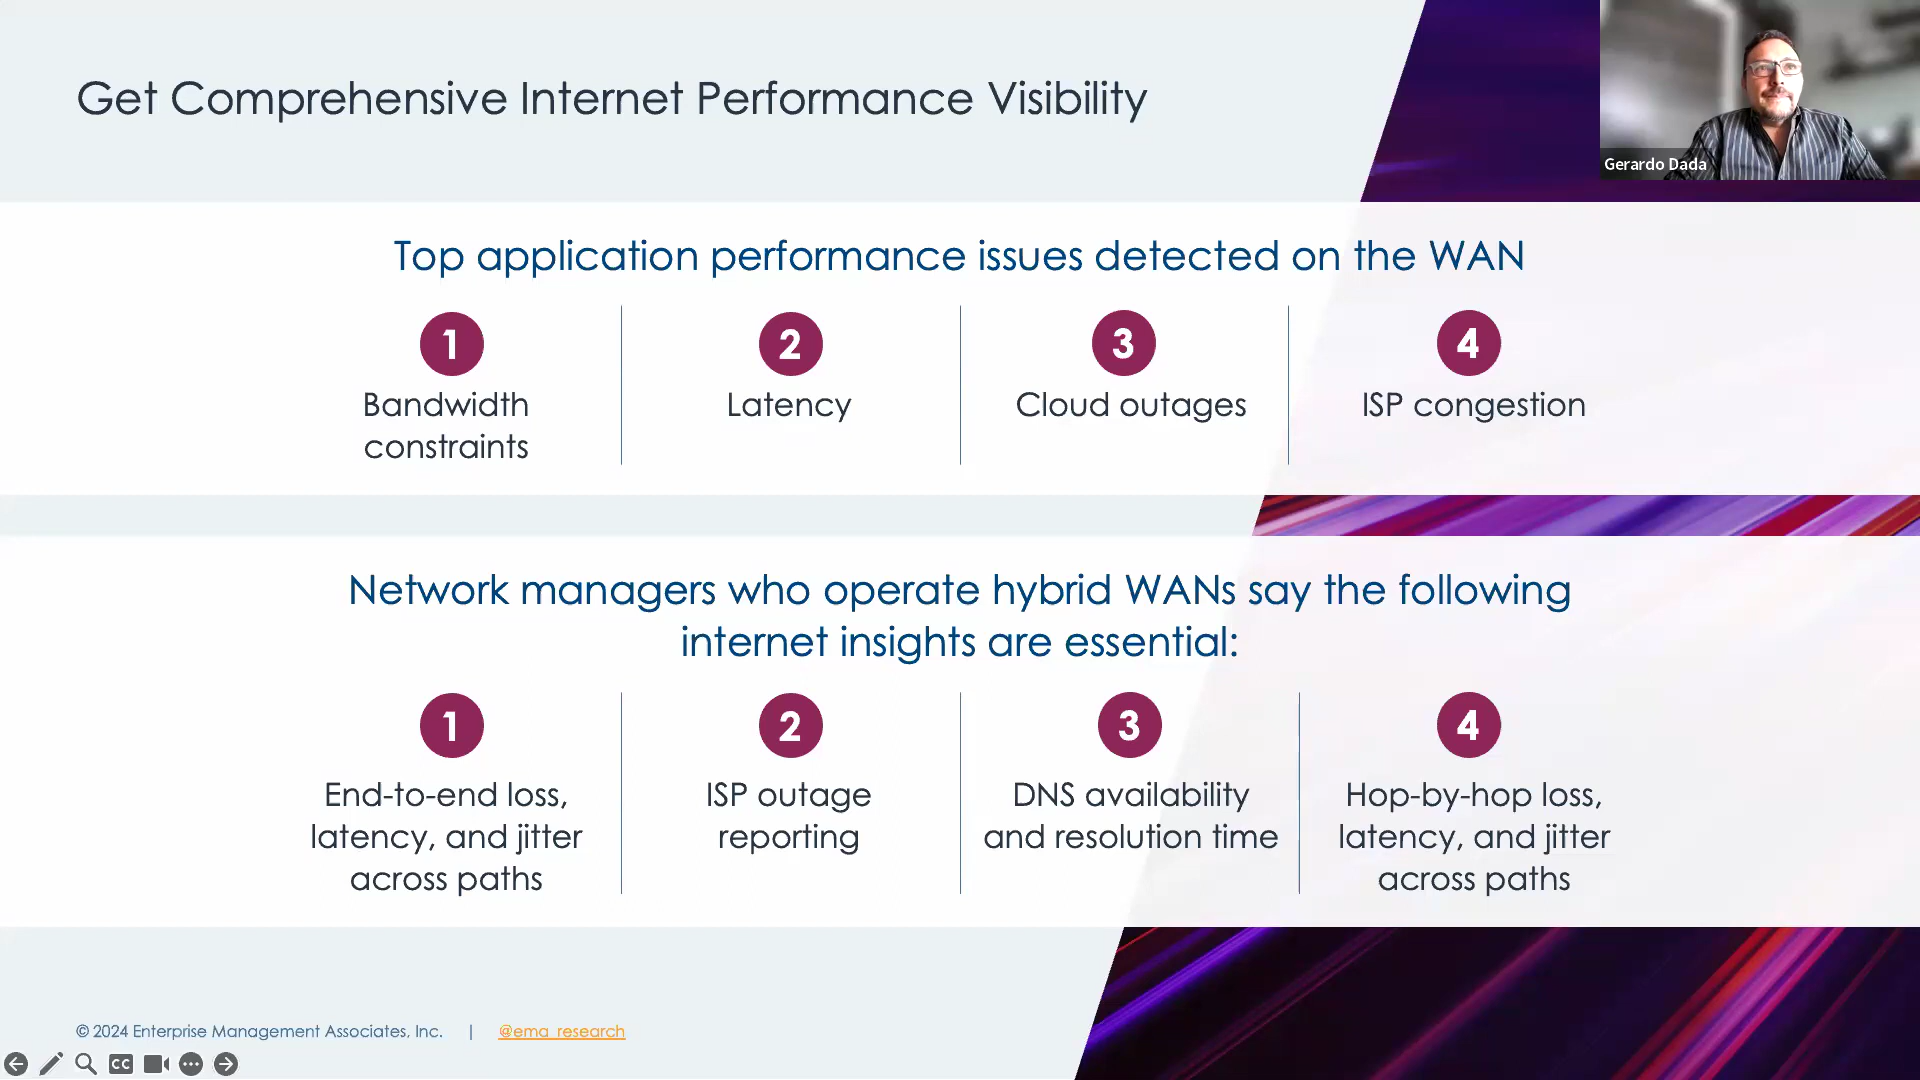 Get Comprehensive Internet Performance Visibility
Gerardo Dada
Top application performance issues detected on the WAN
1
Bandwidth
constraints
2
Latency
3
Cloud outages
4
ISP congestion
Network managers who operate hybrid WANs say the following
internet insights are essential:
1
End-to-end loss,
latency, and jitter
across paths
2
ISP outage
reporting
3
DNS availability
and resolution time
4
Hop-by-hop loss,
latency, and jitter
across paths
© 2024 Enterprise Management Associates, Inc. | @ema_research
CC